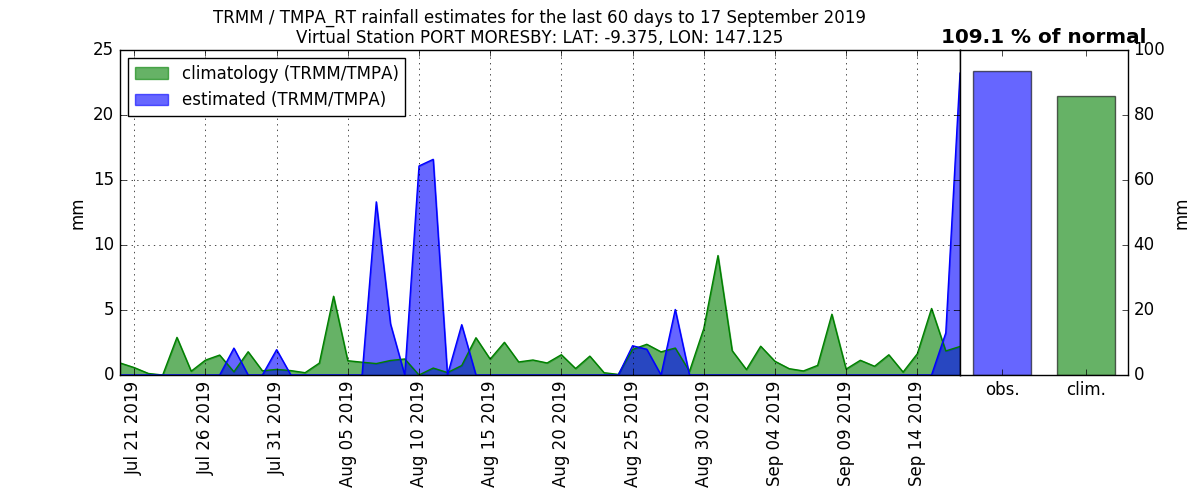 TRMM / TMPA_RT rainfall estimates for the last 60 days to 17 September 2019
Virtual Station PORT MORESBY: LAT: -9.375, LON: 147.125
109.1 % of normal
climatology (TRMM/TMPA)
estimated (TRMM/TMPA)
25
20
15
10
5
0
mm
100
80
60
40
20
0
mm
Jul 21 2019
Jul 26 2019
Jul 31 2019
Aug 05 2019
Aug 10 2019
Aug 15 2019
Aug 20 2019
Aug 25 2019
Aug 30 2019
Sep 04 2019
Sep 09 2019
Sep 14 2019
obs.
clim.